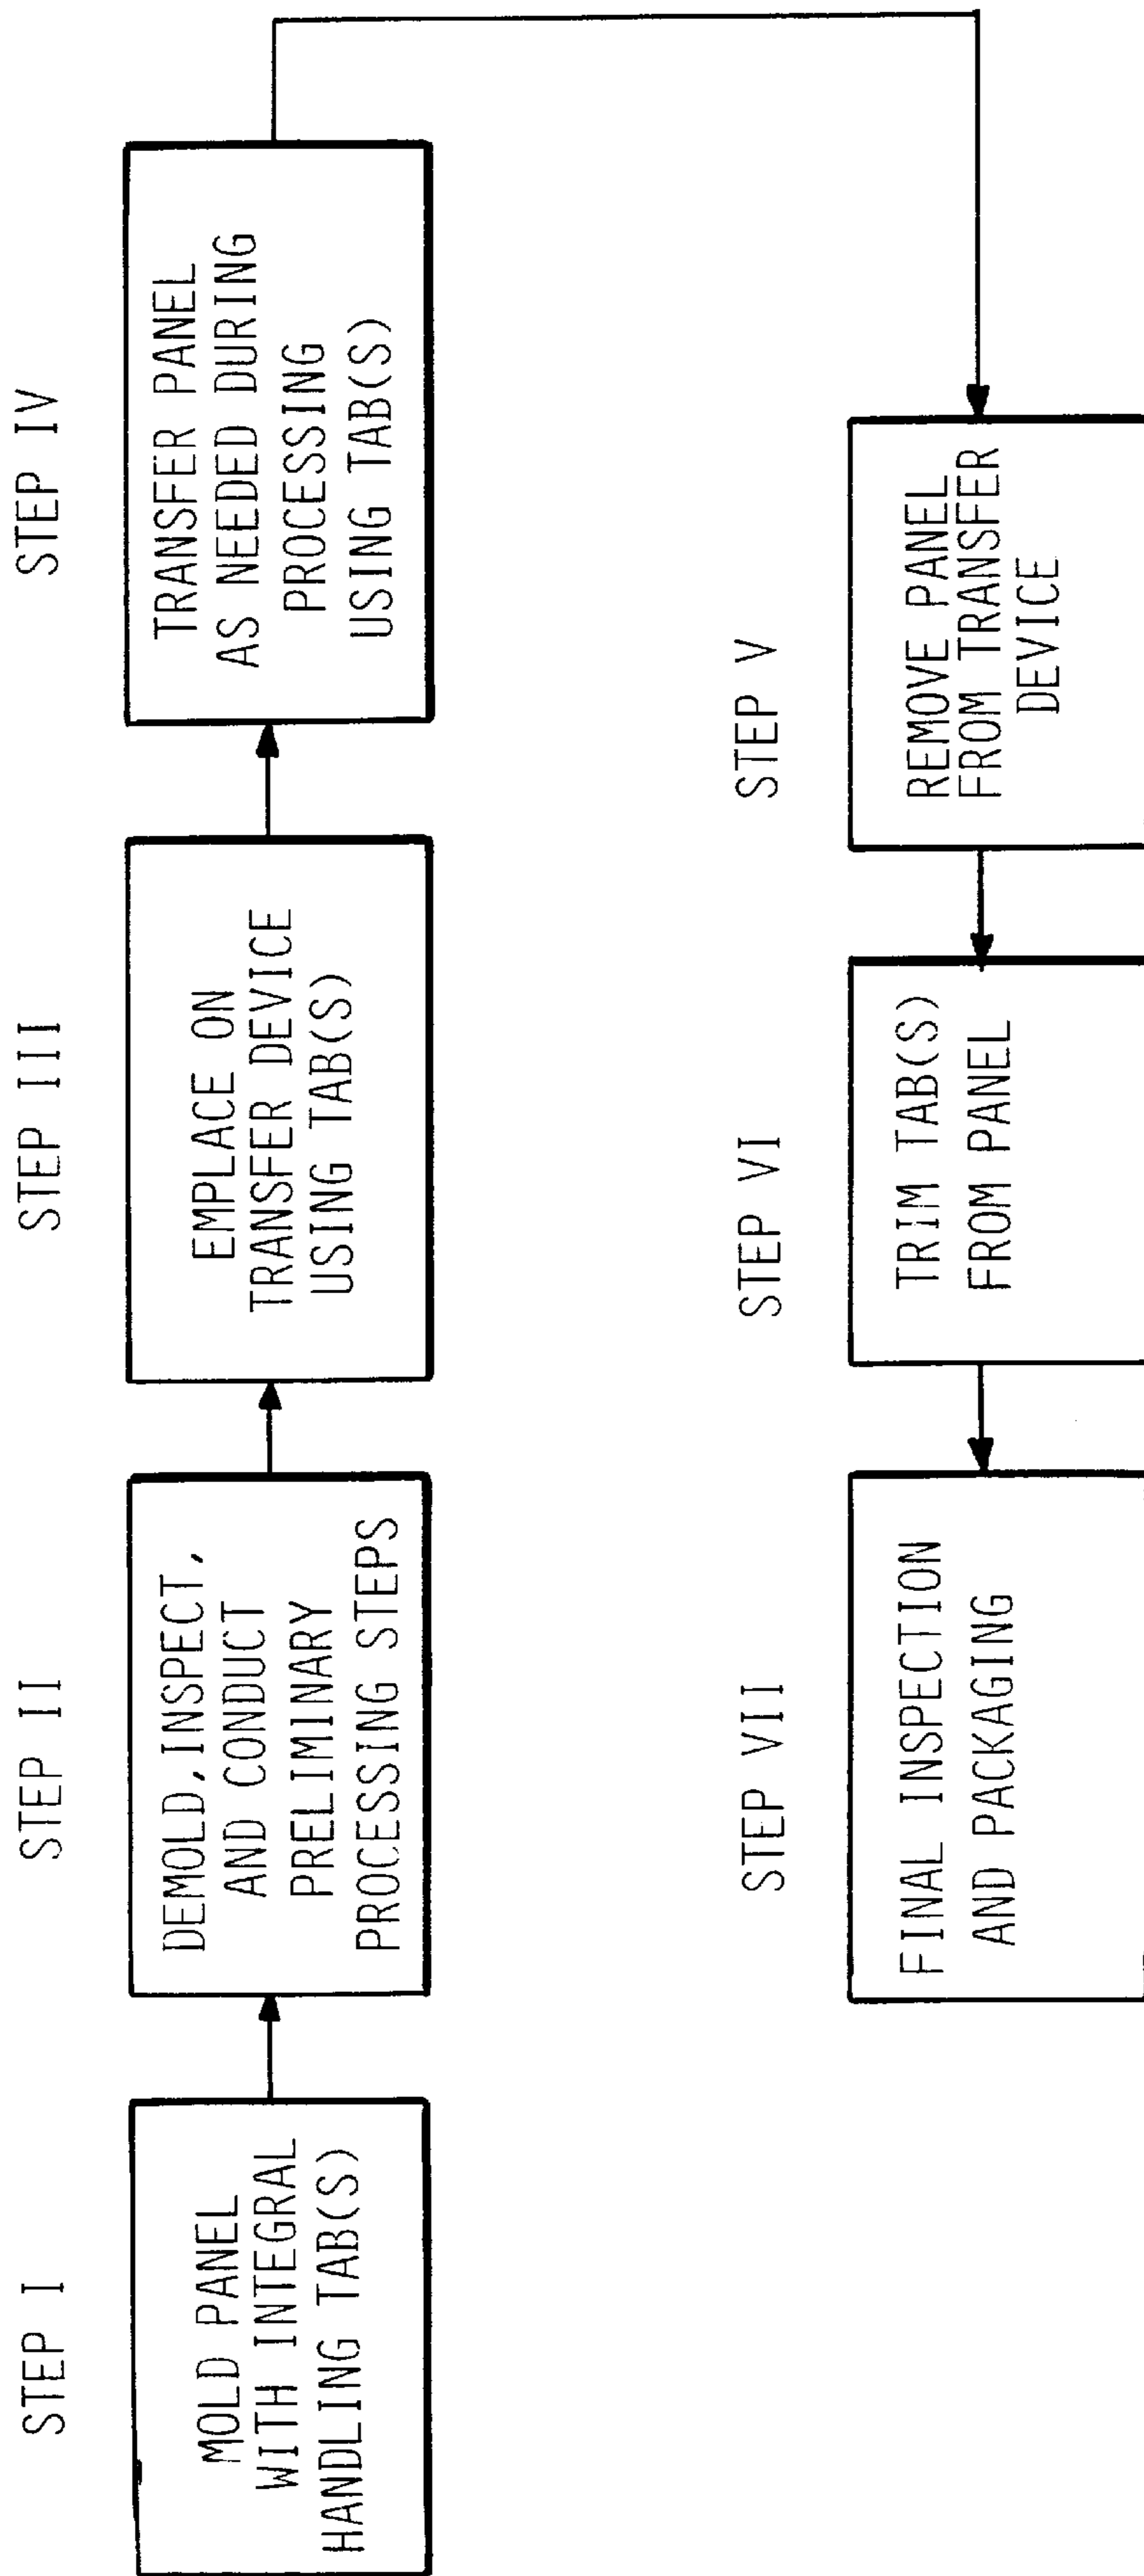 STEP I
MOLD PANEL
WITH INTEGRAL
HANDLING TAB(S)
STEP II
DEMOLD,INSPECT,
AND CONDUCT
PRELIMINARY
PROCESSING STEPS
STEP III
EMPLACE ON
TRANSFER DEVICE
USING TAB(S)
STEP IV
TRANSFER PANEL
AS NEEDED DURING
PROCESSING
USING TAB(S)
STEP V
REMOVE PANEL
FROM TRANSFER
DEVICE
STEP VI
TRIM TAB(S)
FROM PANEL
STEP VII
FINAL INSPECTION
AND PACKAGING